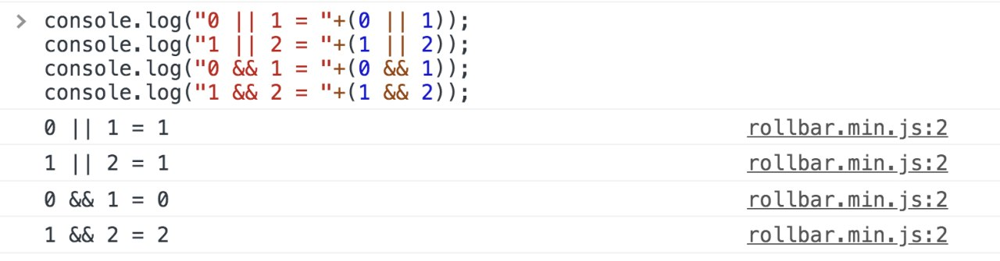 > console.log("0 || 1 = "+(0 || 1));
console.log("1 || 2 = "+(1 || 2));
console.log("0 && 1 = "+(0 && 1));
console.log("1 && 2 = "+(1 && 2));
0 || 1 = 1 rollbar.min.js:2
1 || 2 = 1 rollbar.min.js:2
0 && 1 = 0 rollbar.min.js:2
1 && 2 = 2 rollbar.min.js:2